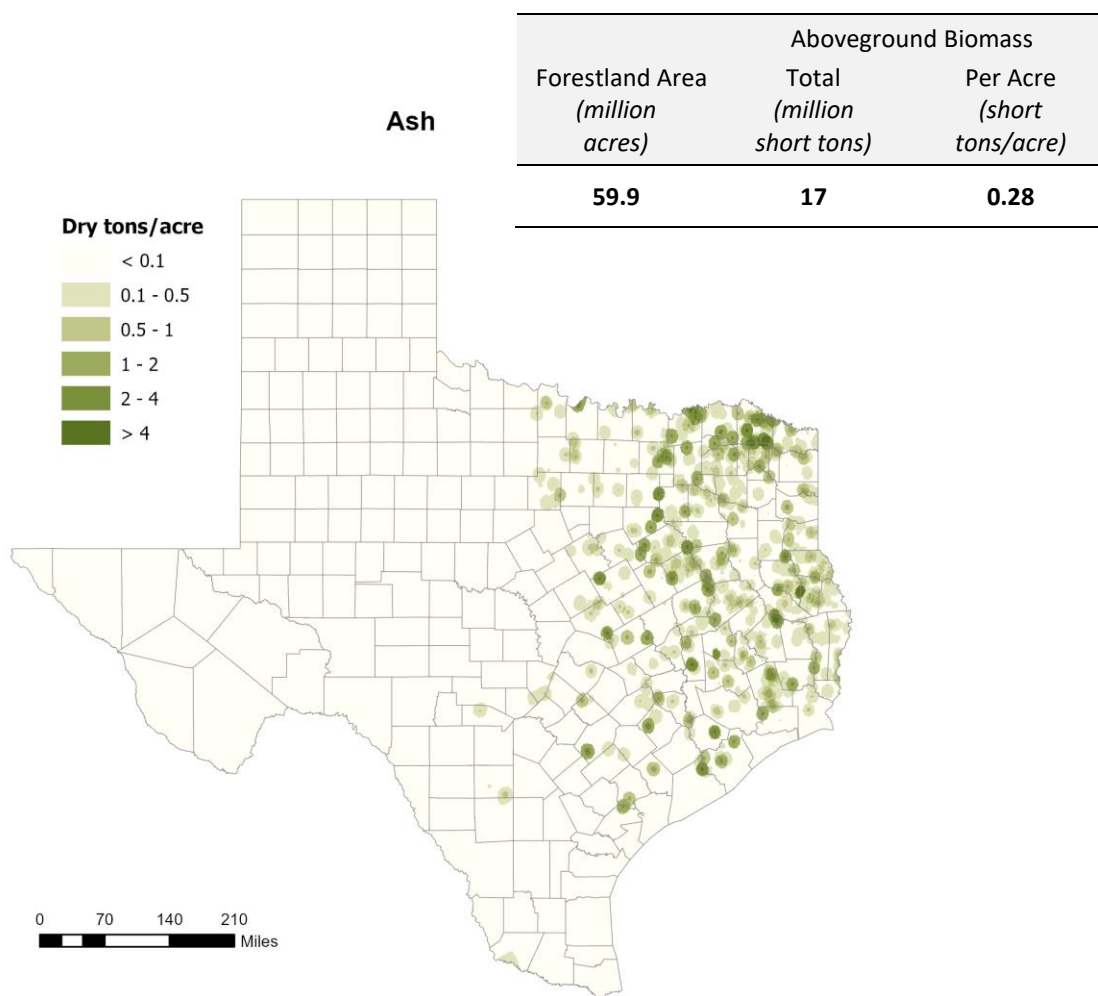 Aboveground Biomass
Forestland Area Total Per Acre
(million (million (short
acres) short tons) tons/acre)
59.9 17 0.28
Ash
Dry tons/acre
< 0.1
0.1 - 0.5
0.5 - 1
1 - 2
2 - 4
> 4
0 70 140 210
Miles